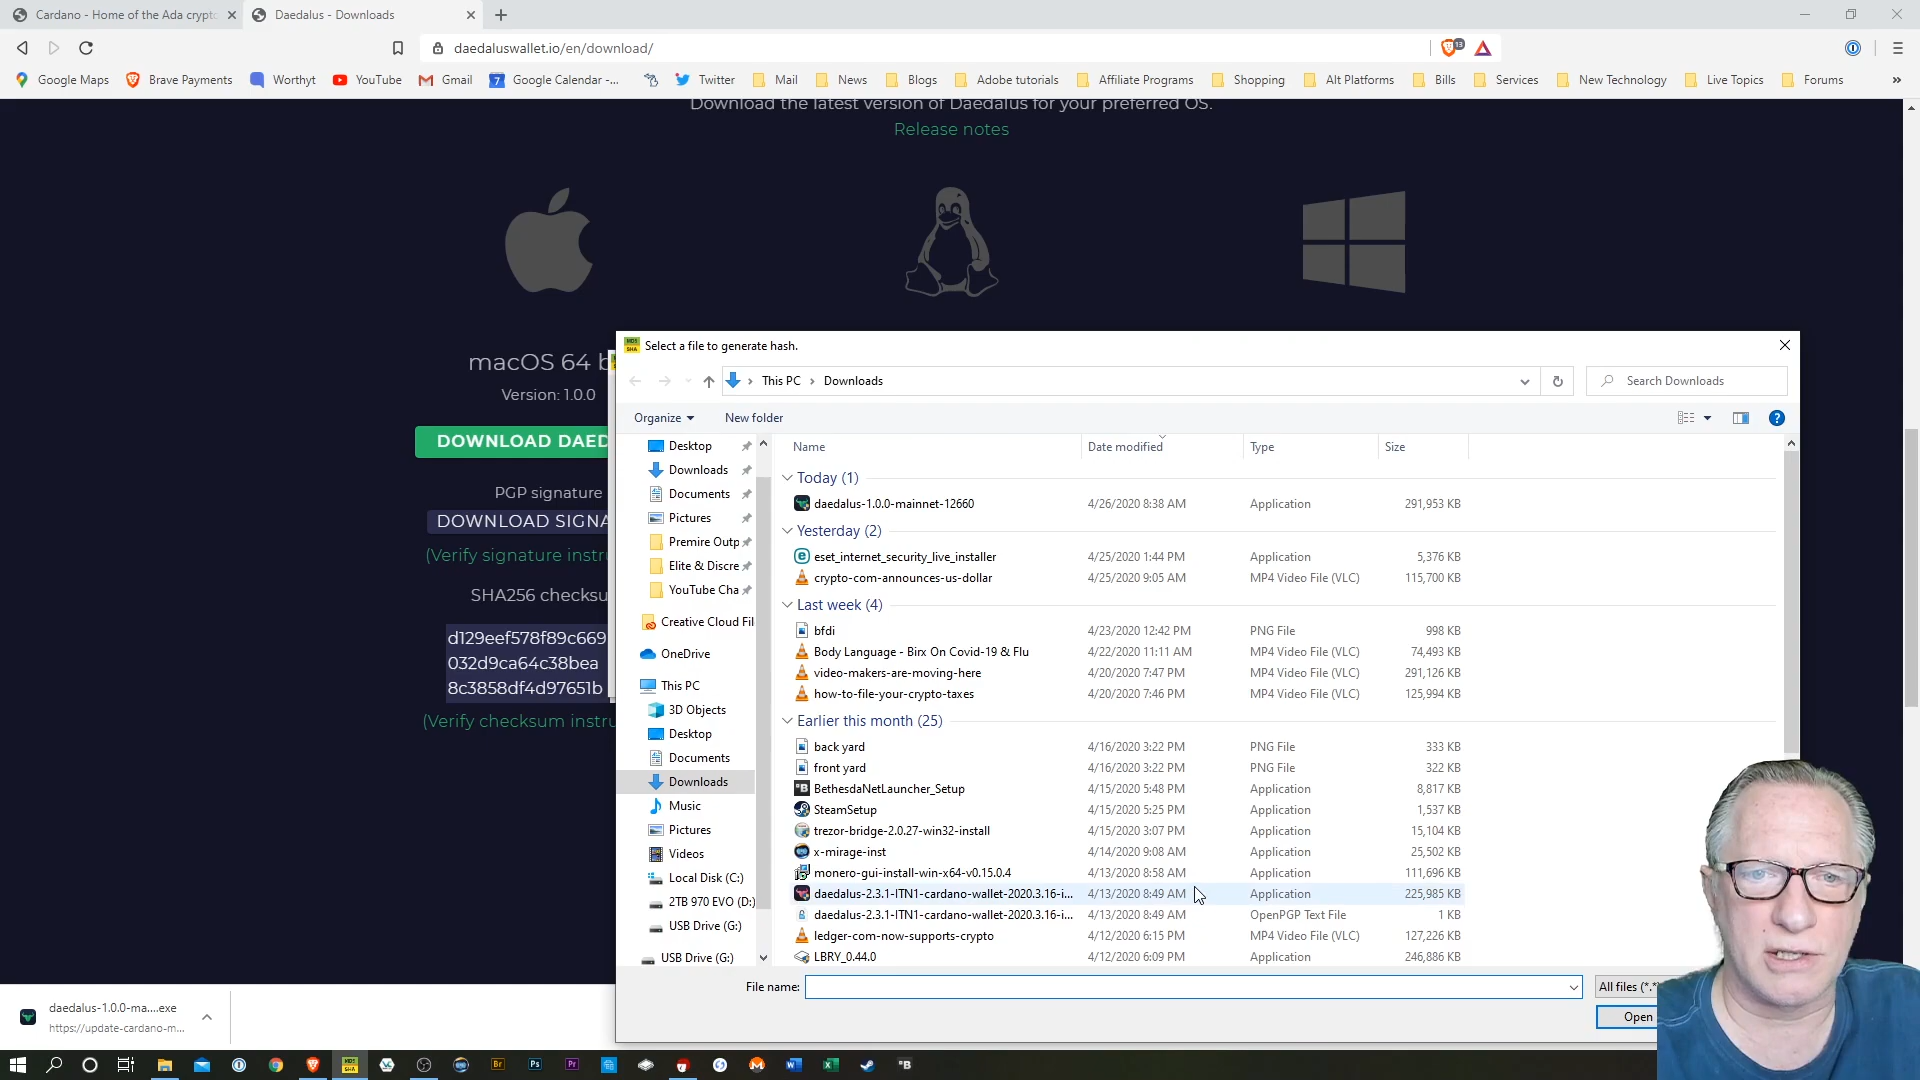 Cardano - Home of the Ada crypto
Daedalus - Downloads
daedaluswallet.io/en/download/
13
Google Maps
Brave Payments
Worthyt
YouTube
Gmail
7
Google Calendar -...
Twitter
Mail
News
Blogs
Adobe tutorials
Affiliate Programs
Shopping
Alt Platforms
Bills
Services
New Technology
Live Topics
Forums
»
Download the latest version of Daedalus for your preferred OS.
Release notes
macOS 64 b
Version: 1.0.0
DOWNLOAD DAED
PGP signature
DOWNLOAD SIGNA
(Verify signature instru
SHA256 checksu
d129eef578f89c669
032d9ca64c38bea
8c3858df4d97651b
(Verify checksum instru
MD5
SHA
Select a file to generate hash.
This PC
Downloads
Search Downloads
Organize
New folder
?
Desktop
Downloads
Documents
Pictures
Premire Outp
Elite & Discre
YouTube Cha
Creative Cloud Fil
OneDrive
This PC
3D Objects
Desktop
Documents
Downloads
Music
Pictures
Videos
Local Disk (C:)
2TB 970 EVO (D:)
USB Drive (G:)
USB Drive (G:)
Name Date modified Type Size
Today (1)
daedalus-1.0.0-mainnet-12660 4/26/2020 8:38 AM Application 291,953 KB
Yesterday (2)
eset_internet_security_live_installer 4/25/2020 1:44 PM Application 5,376 KB
crypto-com-announces-us-dollar 4/25/2020 9:05 AM MP4 Video File (VLC) 115,700 KB
Last week (4)
bfdi 4/23/2020 12:42 PM PNG File 998 KB
Body Language - Birx On Covid-19 & Flu 4/22/2020 11:11 AM MP4 Video File (VLC) 74,493 KB
video-makers-are-moving-here 4/20/2020 7:47 PM MP4 Video File (VLC) 291,126 KB
how-to-file-your-crypto-taxes 4/20/2020 7:46 PM MP4 Video File (VLC) 125,994 KB
Earlier this month (25)
back yard 4/16/2020 3:22 PM PNG File 333 KB
front yard 4/16/2020 3:22 PM PNG File 322 KB
BethesdaNetLauncher_Setup 4/15/2020 5:48 PM Application 8,817 KB
SteamSetup 4/15/2020 5:25 PM Application 1,537 KB
trezor-bridge-2.0.27-win32-install 4/15/2020 3:07 PM Application 15,104 KB
x-mirage-inst 4/14/2020 9:08 AM Application 25,502 KB
monero-gui-install-win-x64-v0.15.0.4 4/13/2020 8:58 AM Application 111,696 KB
daedalus-2.3.1-ITN1-cardano-wallet-2020.3.16-i... 4/13/2020 8:49 AM Application 225,985 KB
daedalus-2.3.1-ITN1-cardano-wallet-2020.3.16-i... 4/13/2020 8:49 AM OpenPGP Text File 1 KB
ledger-com-now-supports-crypto 4/12/2020 6:15 PM MP4 Video File (VLC) 127,226 KB
LBRY_0.44.0 4/12/2020 6:09 PM Application 246,886 KB
File name:
All files (*.*)
Open
daedalus-1.0.0-ma....exe
https://update-cardano-m...
MD5
SHA
Br
Ps
Pr